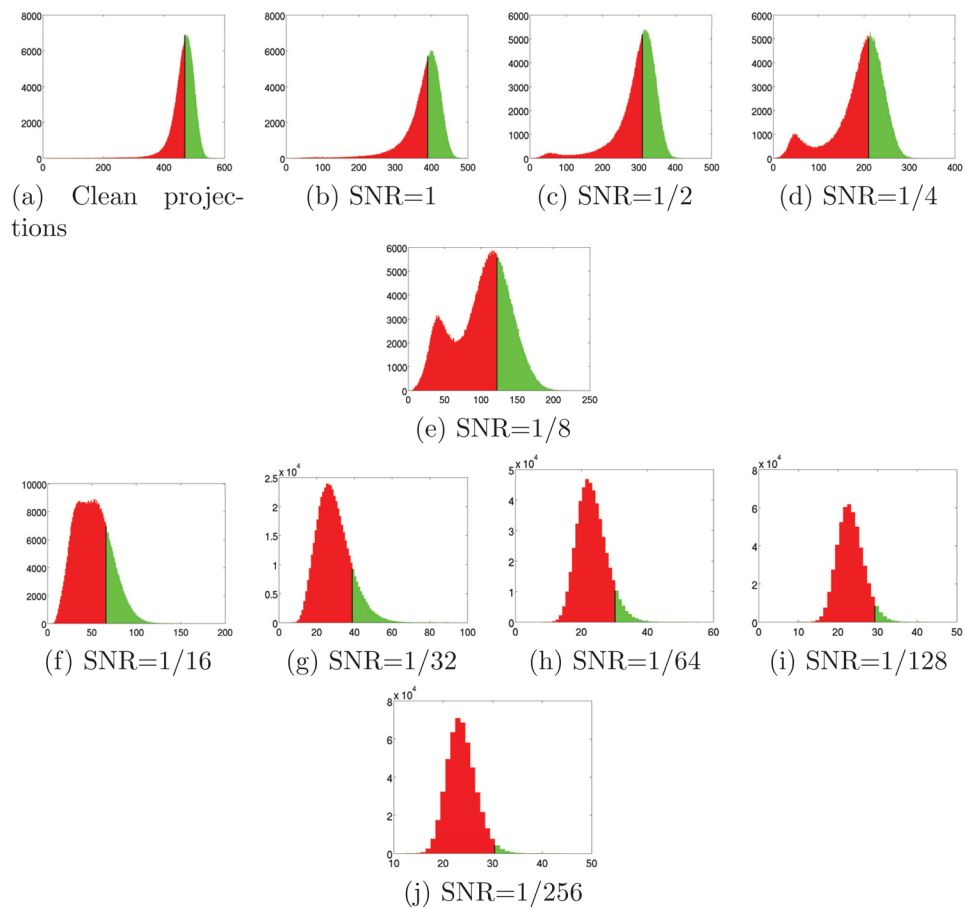 8000
6000
4000
2000
0
0 200 400 600
(a) Clean projec-
tions
8000
6000
4000
2000
0
0 100 200 300 400 500
(b) SNR=1
6000
5000
4000
3000
2000
1000
0
0 100 200 300 400 500
(c) SNR=1/2
6000
5000
4000
3000
2000
1000
0
0 100 200 300 400
(d) SNR=1/4
6000
5000
4000
3000
2000
1000
0
0 50 100 150 200 250
(e) SNR=1/8
10000
8000
6000
4000
2000
0
0 50 100 150 200
(f) SNR=1/16
x 10⁴
2.5
2
1.5
1
0.5
0
0 20 40 60 80 100
(g) SNR=1/32
x 10⁴
5
4
3
2
1
0
0 20 40 60
(h) SNR=1/64
x 10⁴
8
6
4
2
0
0 10 20 30 40 50
(i) SNR=1/128
x 10⁴
8
6
4
2
0
10 20 30 40 50
(j) SNR=1/256